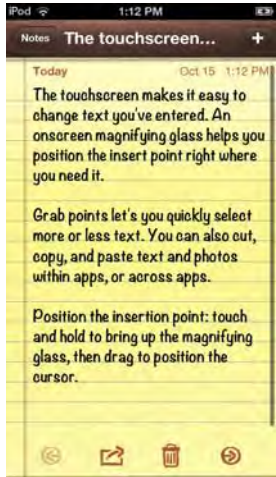 iPod 1:12 PM
Notes The touchscreen... +
Today Oct 15 1:12 PM
The touchscreen makes it easy to
change text you've entered. An
onscreen magnifying glass helps you
position the insert point right where
you need it.
Grab points let's you quickly select
more or less text. You can also cut,
copy, and paste text and photos
within apps, or across apps.
Position the insertion point: touch
and hold to bring up the magnifying
glass, then drag to position the
cursor.